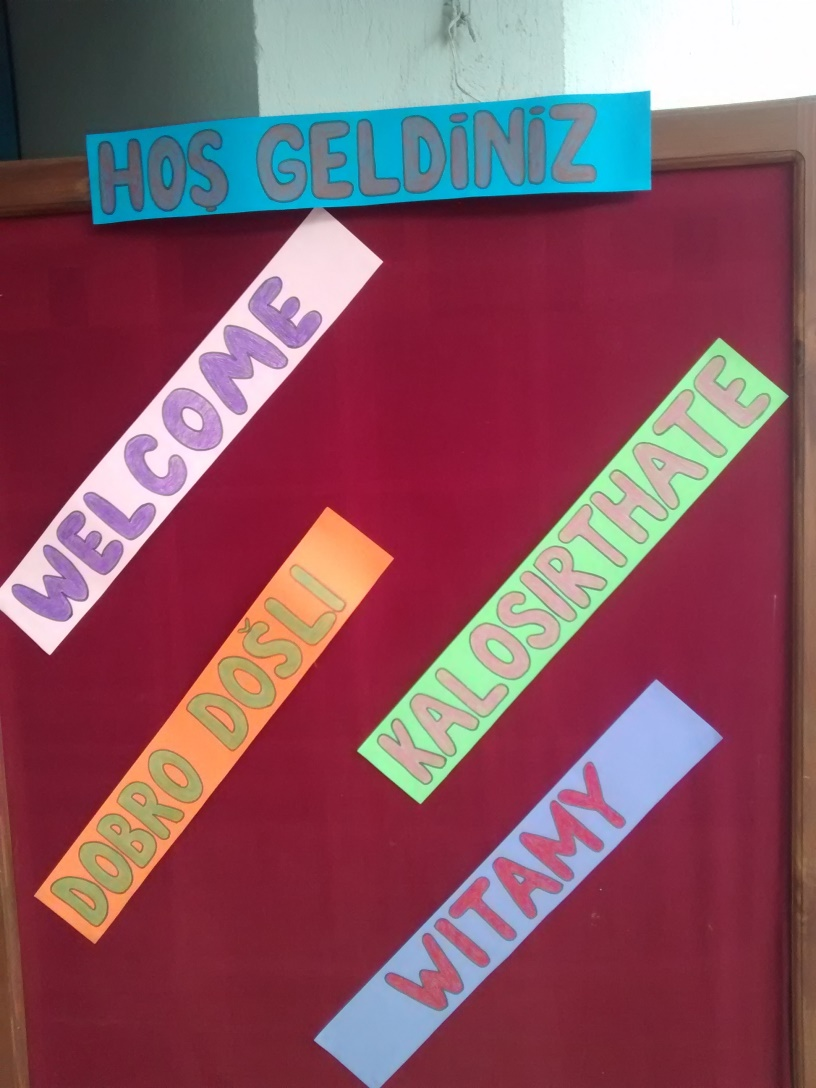 HOŞ GELDİNİZ
WELCOME
KALOSIRTHATE
DOBRO DOŠLI
WITAMY